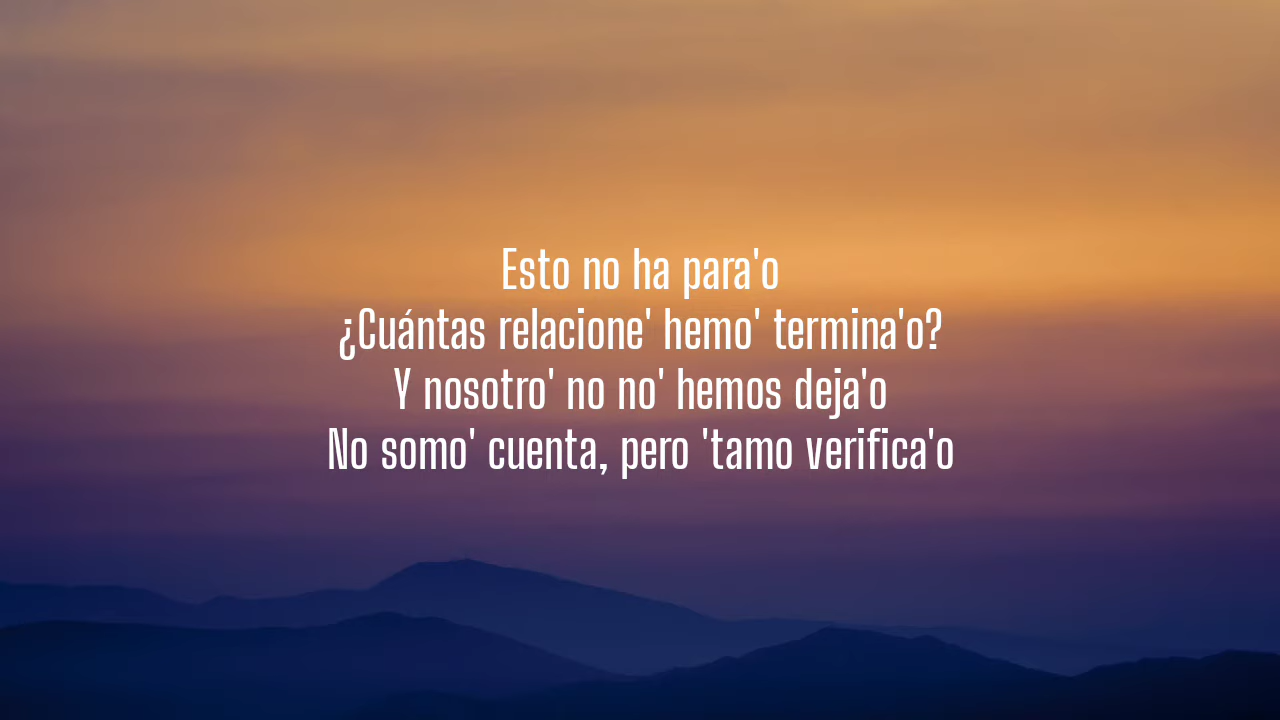 Esto no ha para'o
¿Cuántas relacione' hemo' termina'o?
Y nosotro' no no' hemos deja'o
No somo' cuenta, pero 'tamo verifica'o